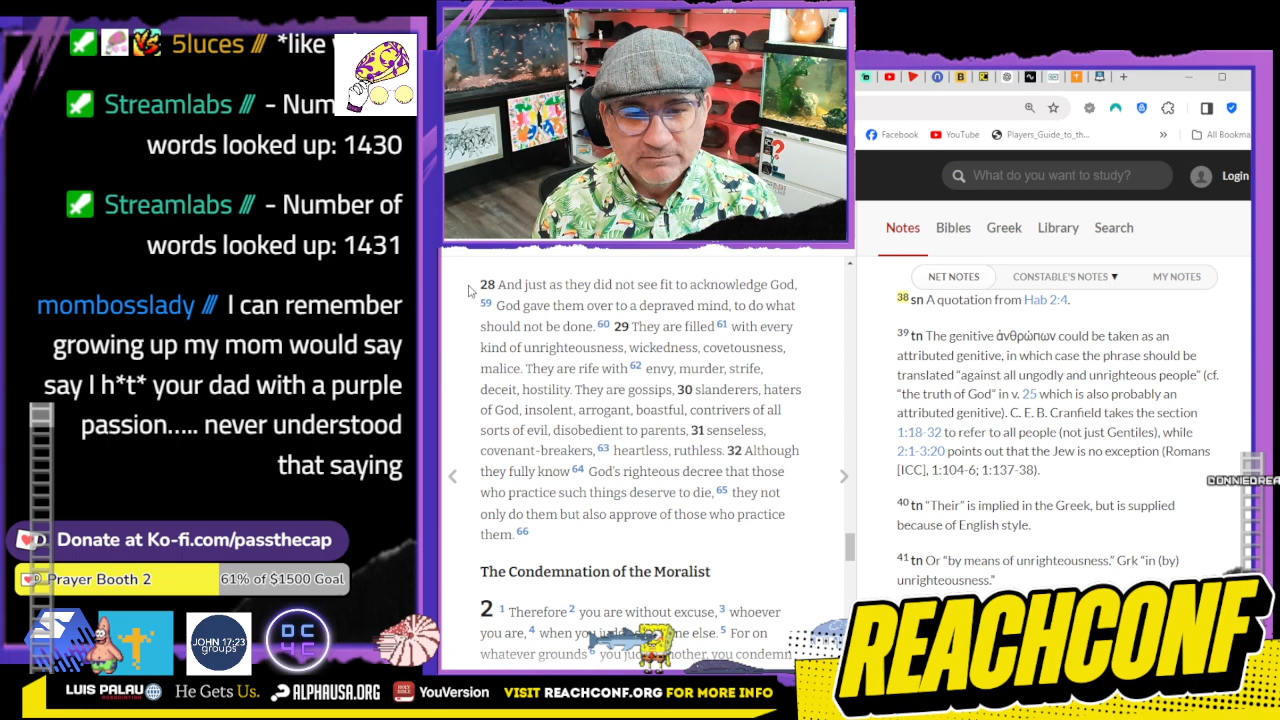 5luces /// *like
Streamlabs /// - Num
words looked up: 1430
Streamlabs /// - Number of
words looked up: 1431
mombosslady /// I can remember
growing up my mom would say
say I h*t* your dad with a purple
passion..... never understood
that saying
Donate at Ko-fi.com/passthecap
Prayer Booth 2
61% of $1500 Goal
JOHN 17:23
groups
DC
4C
28 And just as they did not see fit to acknowledge God,
59 God gave them over to a depraved mind, to do what
should not be done. 60 29 They are filled 61 with every
kind of unrighteousness, wickedness, covetousness,
malice. They are rife with 62 envy, murder, strife,
deceit, hostility. They are gossips, 30 slanderers, haters
of God, insolent, arrogant, boastful, contrivers of all
sorts of evil, disobedient to parents, 31 senseless,
covenant-breakers, 63 heartless, ruthless. 32 Although
they fully know 64 God's righteous decree that those
who practice such things deserve to die, 65 they not
only do them but also approve of those who practice
them. 66
The Condemnation of the Moralist
2 1 Therefore 2 you are without excuse, 3 whoever
you are, 4 when you ne else. 5 For on
whatever grounds 6 you other, you condemn
Facebook
YouTube
Players_Guide_to_th...
»
All Bookma
What do you want to study?
Login
Notes
Bibles
Greek
Library
Search
NET NOTES
CONSTABLE'S NOTES ▼
MY NOTES
38 sn A quotation from Hab 2:4.
39 tn The genitive ἀνθρώπων could be taken as an
attributed genitive, in which case the phrase should be
translated “against all ungodly and unrighteous people” (cf.
“the truth of God” in v. 25 which is also probably an
attributed genitive). C. E. B. Cranfield takes the section
1:18-32 to refer to all people (not just Gentiles), while
2:1-3:20 points out that the Jew is no exception (Romans
[ICC], 1:104-6; 1:137-38).
40 tn “Their” is implied in the Greek, but is supplied
because of English style.
41 tn Or “by means of unrighteousness.” Grk “in (by)
unrighteousness.”
CONNIEDREA
REACHCONF
LUIS PALAU
He Gets Us.
ALPHAUSA.ORG
HOLY BIBLE
YouVersion
VISIT REACHCONF.ORG FOR MORE INFO